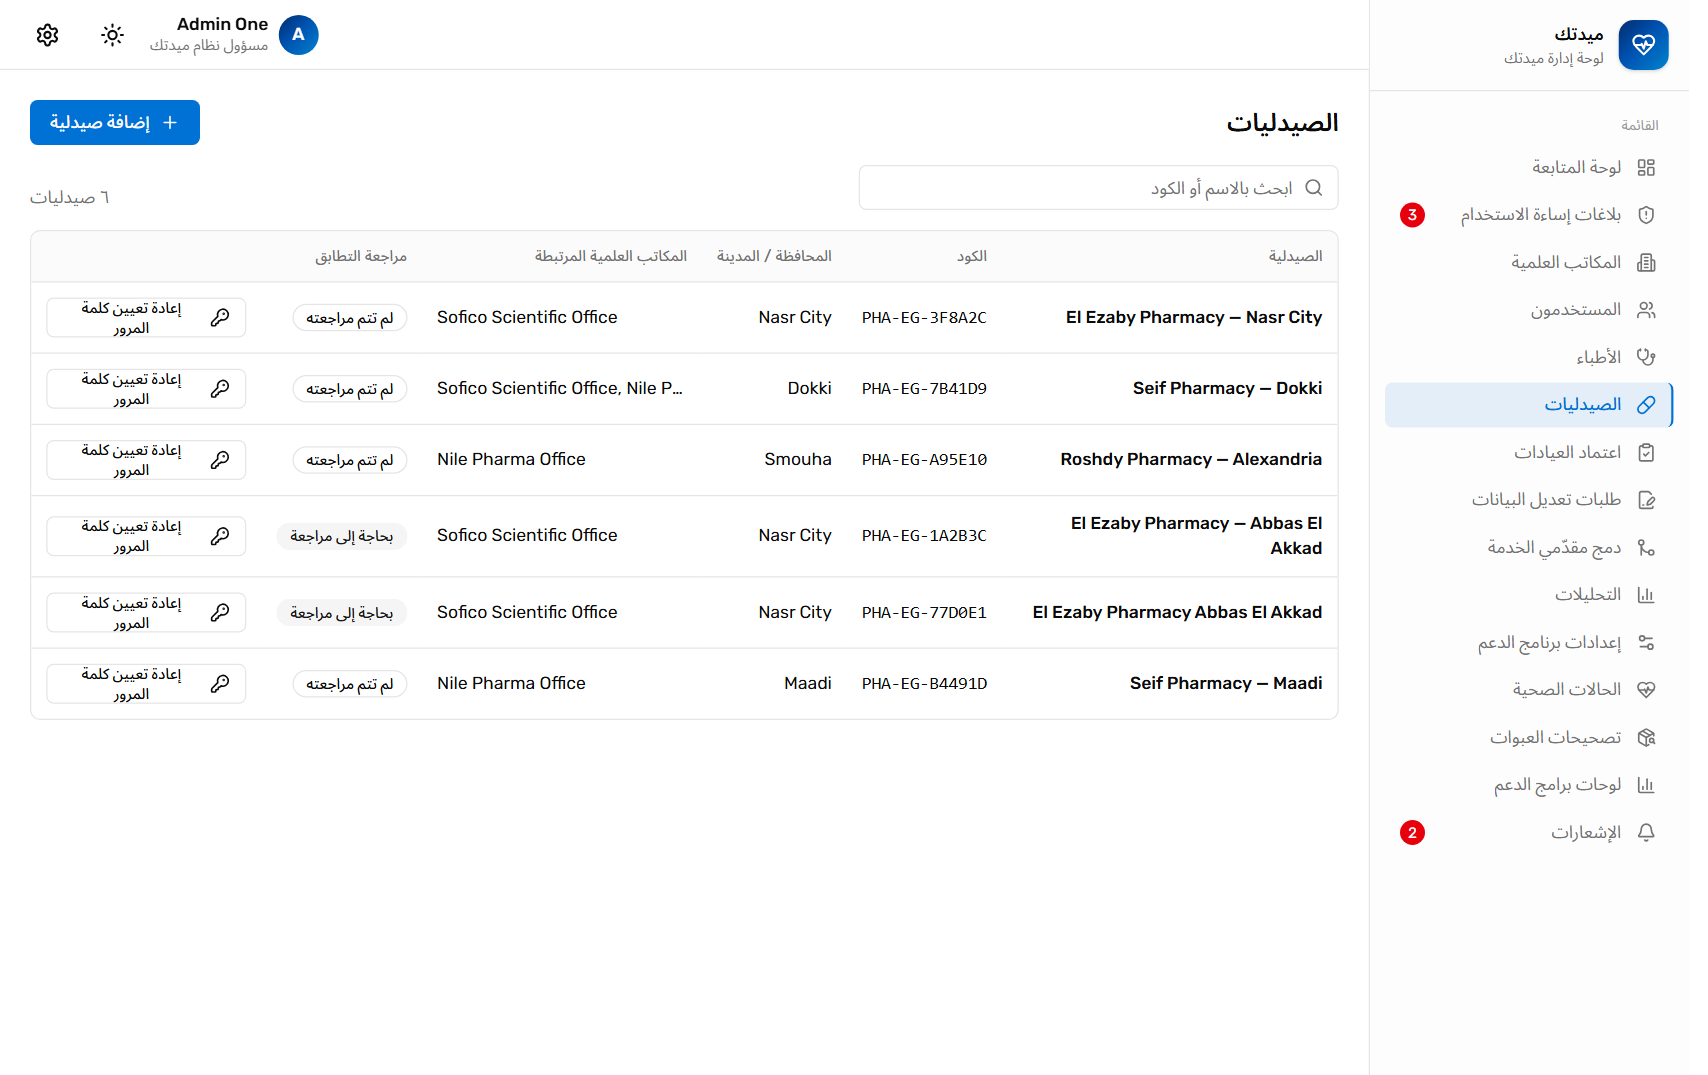 ميدتك
لوحة إدارة ميدتك
القائمة
لوحة المتابعة
بلاغات إساءة الاستخدام
3
المكاتب العلمية
المستخدمون
الأطباء
الصيدليات
اعتماد العيادات
طلبات تعديل البيانات
دمج مقدّمي الخدمة
التحليلات
إعدادات برنامج الدعم
الحالات الصحية
تصحيحات العبوات
لوحات برامج الدعم
الإشعارات
2
A
Admin One
مسؤول نظام ميدتك
الصيدليات
إضافة صيدلية
ابحث بالاسم أو الكود
٦ صيدليات
الصيدلية الكود المحافظة / المدينة المكاتب العلمية المرتبطة مراجعة التطابق
El Ezaby Pharmacy – Nasr City PHA-EG-3F8A2C Nasr City Sofico Scientific Office لم تتم مراجعته إعادة تعيين كلمة
المرور
Seif Pharmacy – Dokki PHA-EG-7B41D9 Dokki Sofico Scientific Office, Nile P... لم تتم مراجعته إعادة تعيين كلمة
المرور
Roshdy Pharmacy – Alexandria PHA-EG-A95E10 Smouha Nile Pharma Office لم تتم مراجعته إعادة تعيين كلمة
المرور
El Ezaby Pharmacy – Abbas El
Akkad PHA-EG-1A2B3C Nasr City Sofico Scientific Office بحاجة إلى مراجعة إعادة تعيين كلمة
المرور
El Ezaby Pharmacy Abbas El Akkad PHA-EG-77D0E1 Nasr City Sofico Scientific Office بحاجة إلى مراجعة إعادة تعيين كلمة
المرور
Seif Pharmacy – Maadi PHA-EG-B4491D Maadi Nile Pharma Office لم تتم مراجعته إعادة تعيين كلمة
المرور